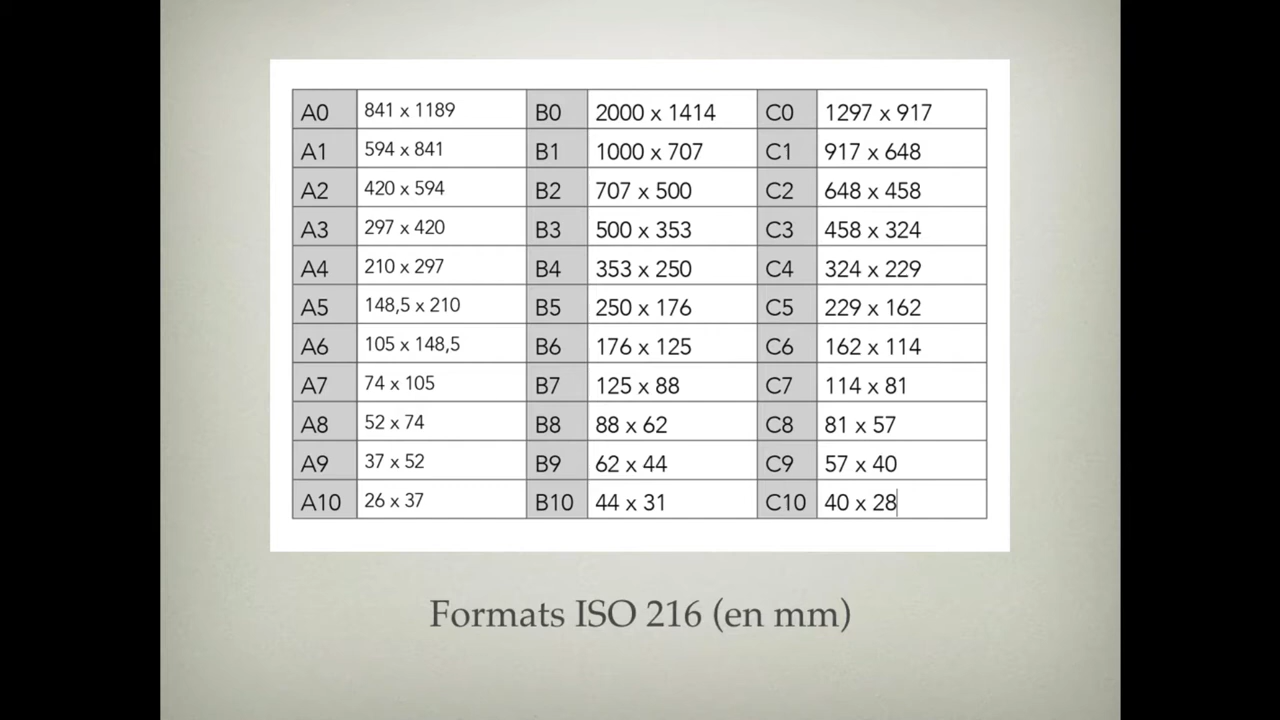 A0 841 x 1189 B0 2000 x 1414 C0 1297 x 917
A1 594 x 841 B1 1000 x 707 C1 917 x 648
A2 420 x 594 B2 707 x 500 C2 648 x 458
A3 297 x 420 B3 500 x 353 C3 458 x 324
A4 210 x 297 B4 353 x 250 C4 324 x 229
A5 148,5 x 210 B5 250 x 176 C5 229 x 162
A6 105 x 148,5 B6 176 x 125 C6 162 x 114
A7 74 x 105 B7 125 x 88 C7 114 x 81
A8 52 x 74 B8 88 x 62 C8 81 x 57
A9 37 x 52 B9 62 x 44 C9 57 x 40
A10 26 x 37 B10 44 x 31 C10 40 x 28
Formats ISO 216 (en mm)